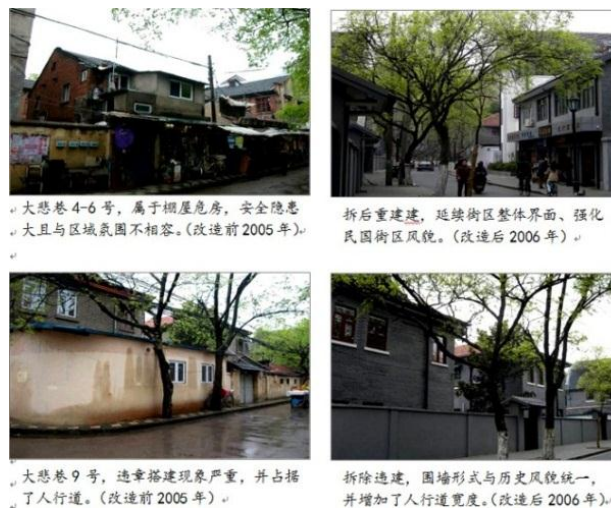 大悲巷4-6号，属于棚屋危房，安全隐患
大且与区域氛围不相容。（改造前2005年）
拆后重建建，延续街区整体界面、强化
民国街区风貌。（改造后2006年）
大悲巷9号，违章搭建现象严重，并占据
了人行道。（改造前2005年）
拆除违建，围墙形式与历史风貌统一，
并增加了人行道宽度。（改造后2006年）